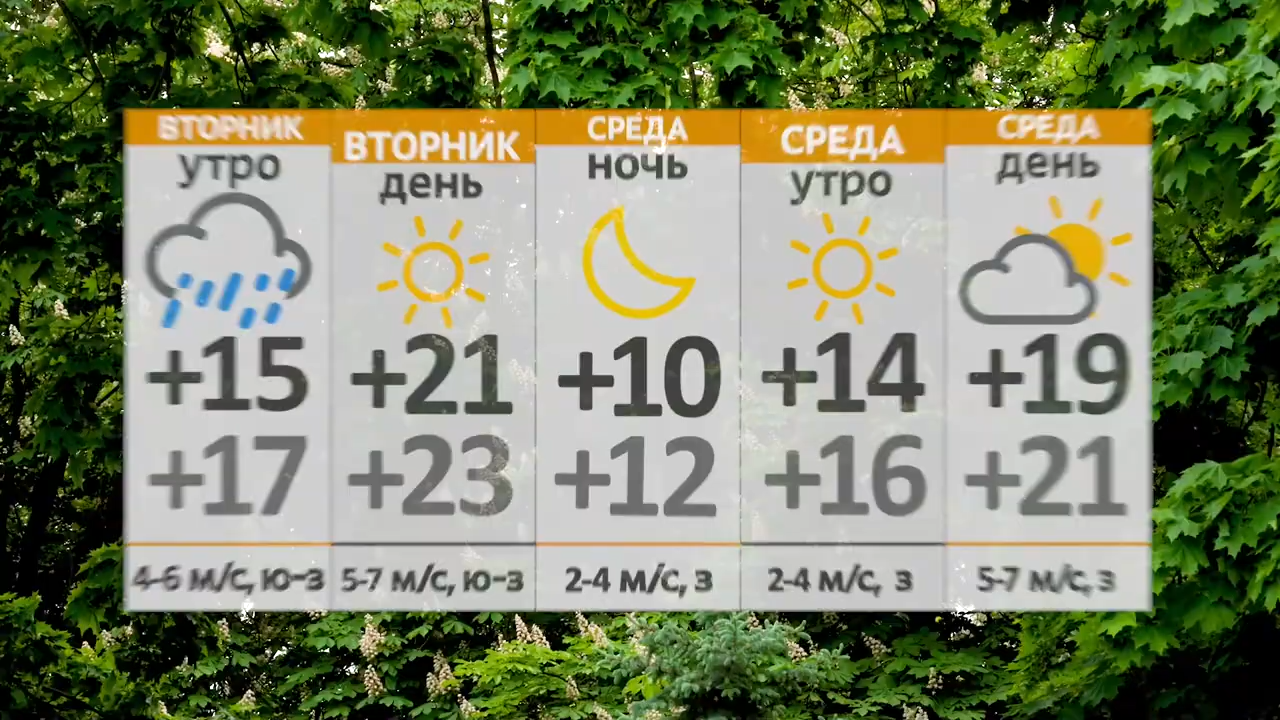 ВТОРНИК
утро
+15
+17
4-6 м/с, ю-з
ВТОРНИК
день
+21
+23
5-7 м/с, ю-з
СРЕДА
ночь
+10
+12
2-4 м/с, з
СРЕДА
утро
+14
+16
2-4 м/с, з
СРЕДА
день
+19
+21
5-7 м/с, з